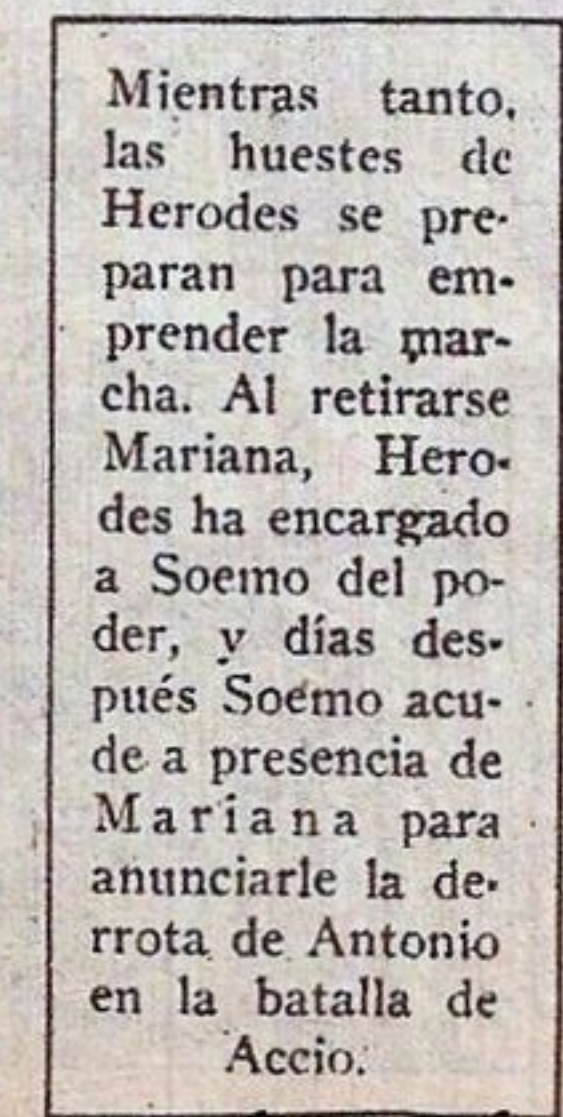 Mientras tanto,
las huestes de
Herodes se pre-
paran para em-
prender la mar-
cha. Al retirarse
Mariana, Hero-
des ha encargado
a Soemo del po-
der, y días des-
pués Soemo acu-
de a presencia de
Mariana para
anunciarle la de-
rrota de Antonio
en la batalla de
Accio.